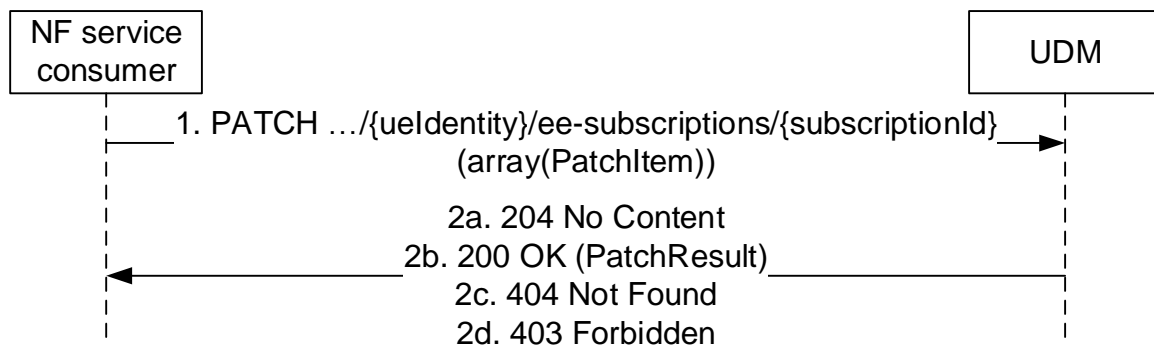 NF service
consumer
UDM
1. PATCH …/{ueIdentity}/ee-subscriptions/{subscriptionId}
(array(PatchItem))
2a. 204 No Content
2b. 200 OK (PatchResult)
2c. 404 Not Found
2d. 403 Forbidden